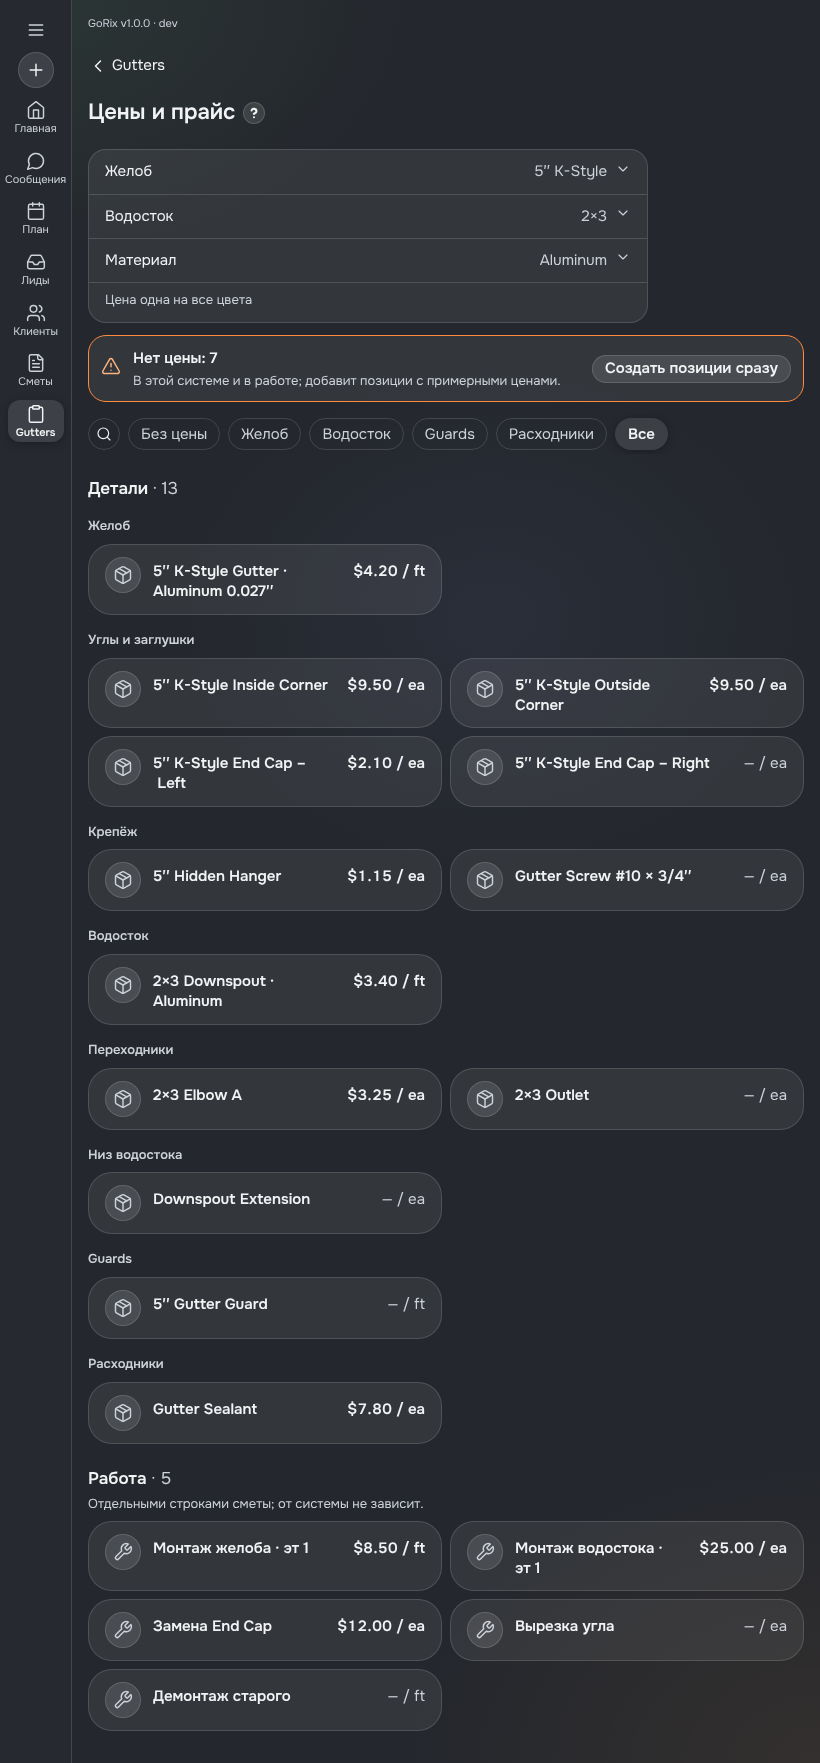 GoRix v1.0.0 · dev
Главная
Сообщения
План
Лиды
Клиенты
Сметы
Gutters
Gutters
Цены и прайс ?
Желоб 5″ K-Style
Водосток 2×3
Материал Aluminum
Цена одна на все цвета
Нет цены: 7
В этой системе и в работе; добавит позиции с примерными ценами.
Создать позиции сразу
Без цены Желоб Водосток Guards Расходники Все
Детали · 13
Желоб
5″ K-Style Gutter · $4.20 / ft
Aluminum 0.027″
Углы и заглушки
5″ K-Style Inside Corner $9.50 / ea
5″ K-Style Outside $9.50 / ea
Corner
5″ K-Style End Cap – $2.10 / ea
Left
5″ K-Style End Cap – Right — / ea
Крепёж
5″ Hidden Hanger $1.15 / ea
Gutter Screw #10 × 3/4″ — / ea
Водосток
2×3 Downspout · $3.40 / ft
Aluminum
Переходники
2×3 Elbow A $3.25 / ea
2×3 Outlet — / ea
Низ водостока
Downspout Extension — / ea
Guards
5″ Gutter Guard — / ft
Расходники
Gutter Sealant $7.80 / ea
Работа · 5
Отдельными строками сметы; от системы не зависит.
Монтаж желоба · эт 1 $8.50 / ft
Монтаж водостока · $25.00 / ea
эт 1
Замена End Cap $12.00 / ea
Вырезка угла — / ea
Демонтаж старого — / ft